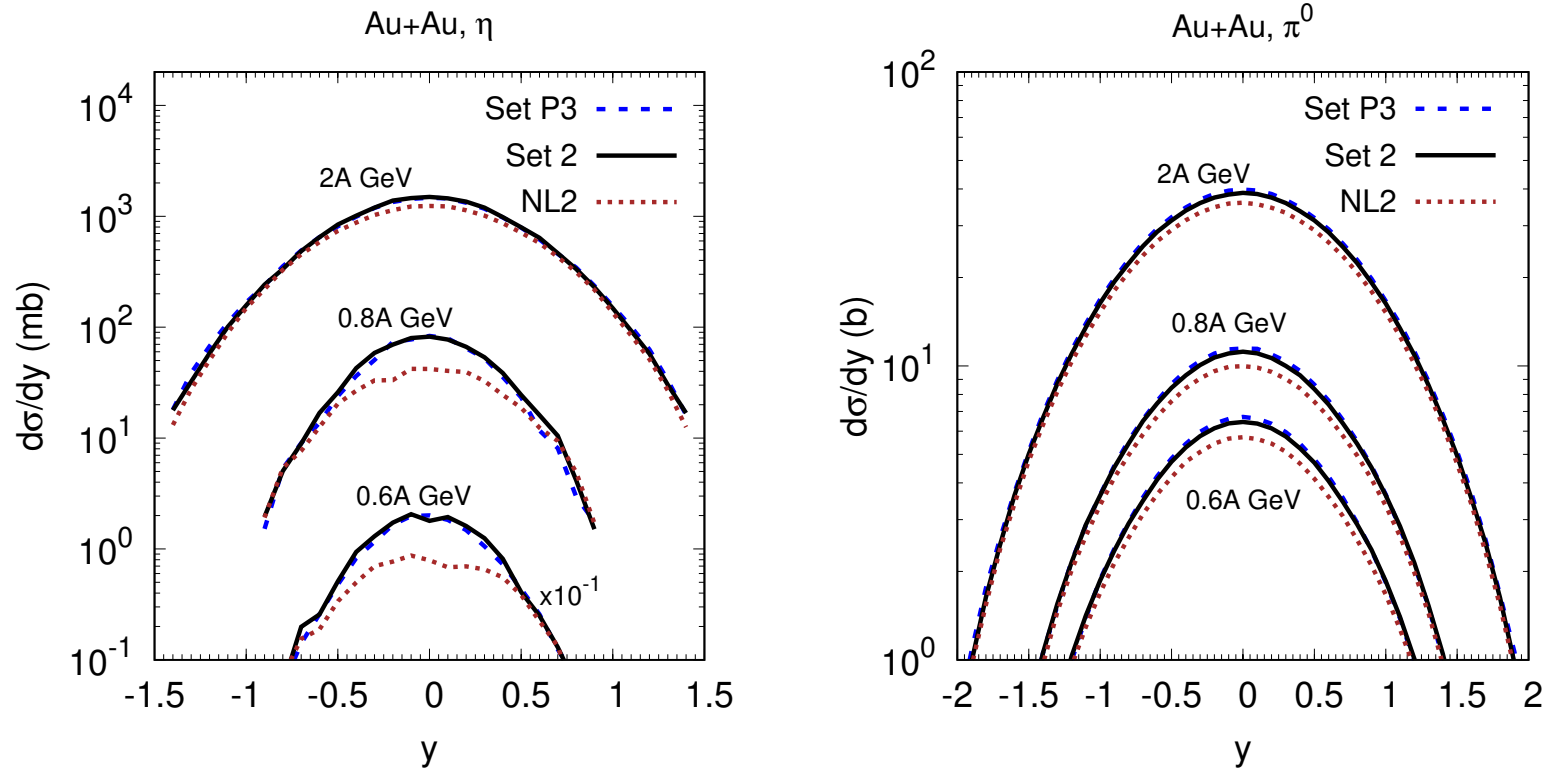 Au+Au, η
dσ/dy (mb)
10^4
10^3
10^2
10^1
10^0
10^-1
Set P3
Set 2
NL2
2A GeV
0.8A GeV
0.6A GeV
x10^-1
-1.5 -1 -0.5 0 0.5 1 1.5
y
Au+Au, π^0
dσ/dy (b)
10^2
10^1
10^0
Set P3
Set 2
NL2
2A GeV
0.8A GeV
0.6A GeV
-2 -1.5 -1 -0.5 0 0.5 1 1.5 2
y